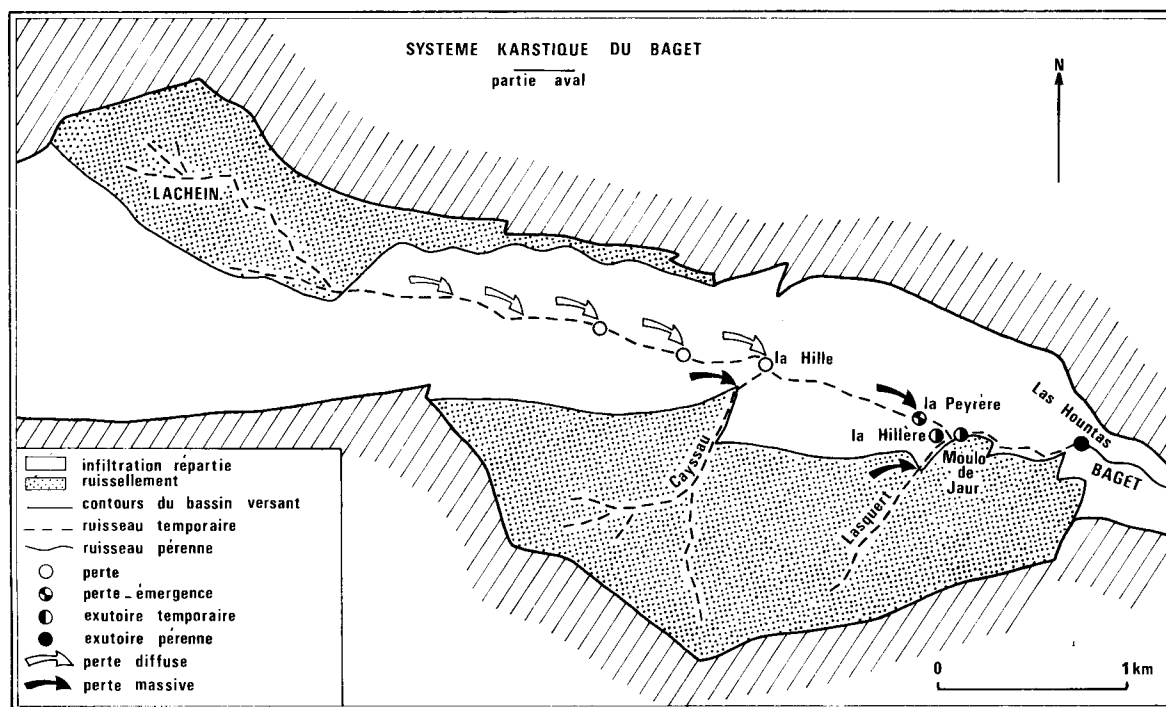 SYSTEME KARSTIQUE DU BAGET
partie aval
N
LACHEIN
la Hille
la Peyrère
la Hillère
Moulo
de
Jaur
Las Hountas
BAGET
Cayssau
Lasquert
infiltration répartie
ruissellement
contours du bassin versant
ruisseau temporaire
ruisseau pérenne
perte
perte-émergence
exutoire temporaire
exutoire pérenne
perte diffuse
perte massive
0 1km